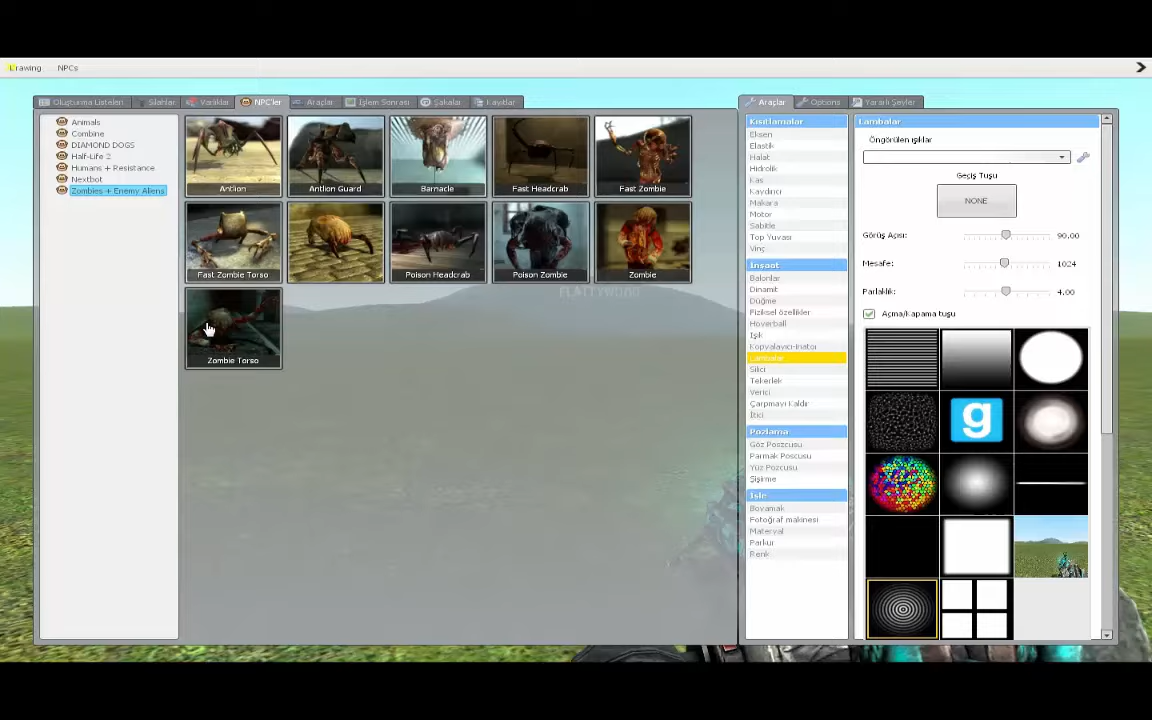 Drawing NPCs
Oluşturma Listeleri Silahlar Varlıklar NPC'ler Araçlar İşlem Sonrası Şakalar Kayıtlar
Araçlar Options Yararlı Şeyler
Animals
Combine
DIAMOND DOGS
Half-Life 2
Humans + Resistance
Nextbot
Zombies + Enemy Aliens
Antlion Antlion Guard Barnacle Fast Headcrab Fast Zombie
Fast Zombie Torso Poison Headcrab Poison Zombie Zombie
Zombie Torso
FLATTYWOOD
Kısıtlamalar
Eksen
Elastik
Halat
Hidrolik
Kas
Kaydırıcı
Makara
Motor
Sabitle
Top Yuvası
Vinç
İnşaat
Balonlar
Dinamit
Düğme
Fiziksel özellikler
Hoverball
Işık
Kopyalayıcı-İnatör
Lambalar
Silici
Tekerlek
Verici
Çarpmayı Kaldır
İtici
Pozlama
Göz Pozcusu
Parmak Pozcusu
Yüz Pozcusu
Şişirme
İşle
Boyamak
Fotoğraf makinesi
Materyal
Parkur
Renk
Lambalar
Öngörülen ışıklar
Geçiş Tuşu
NONE
Görüş Açısı: 90.00
Mesafe: 1024
Parlaklık: 4.00
Açma/Kapama tuşu
g